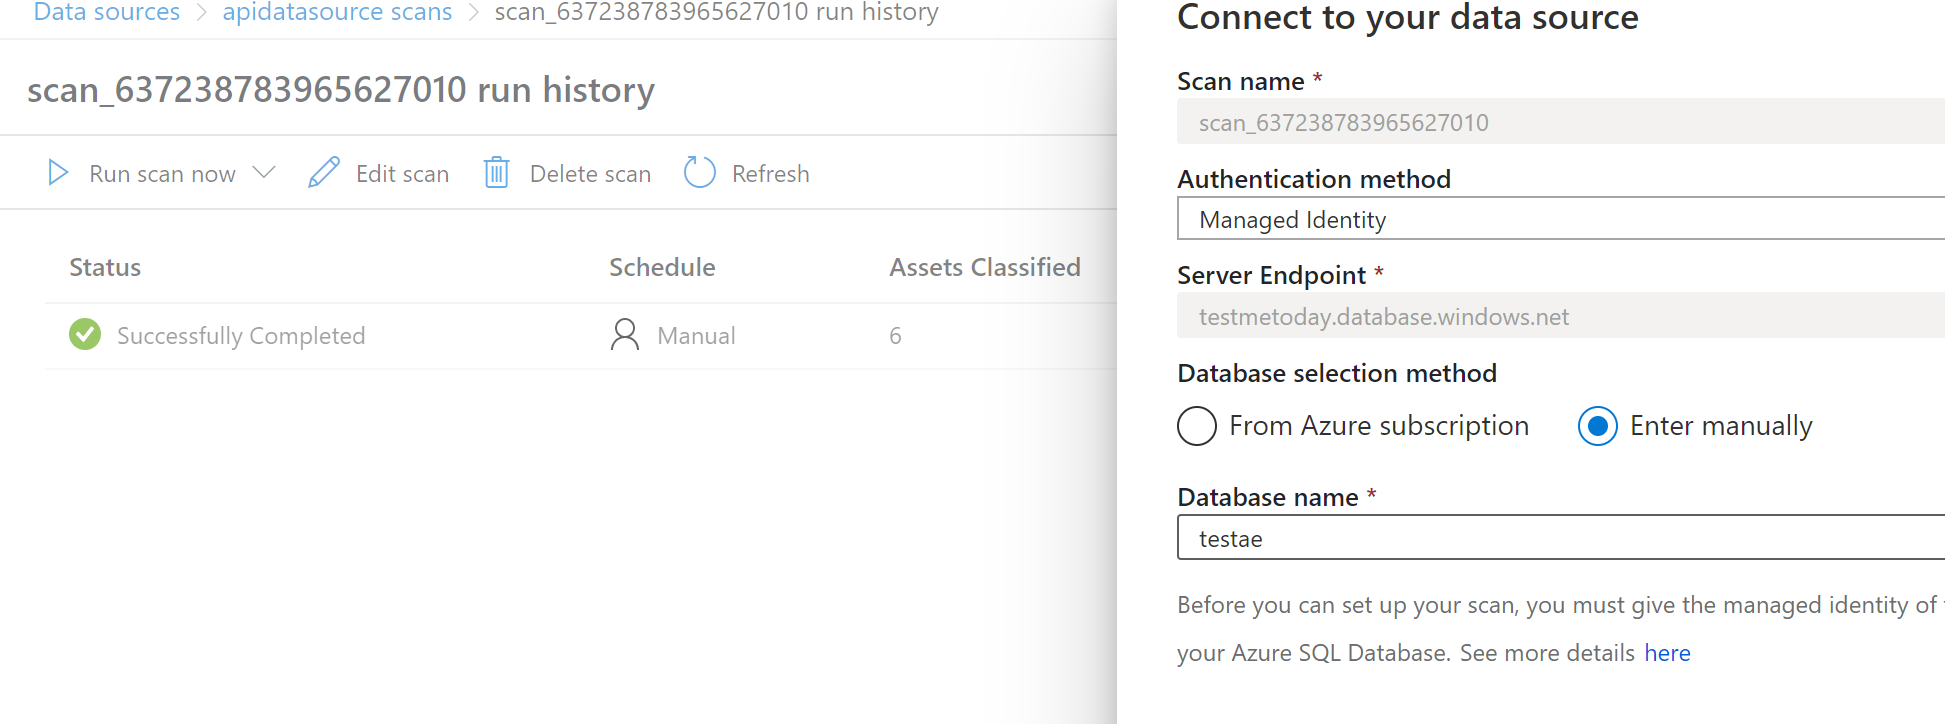 Data sources > apidatasource scans > scan_637238783965627010 run history
scan_637238783965627010 run history
Run scan now
Edit scan
Delete scan
Refresh
Status Schedule Assets Classified
Successfully Completed Manual 6
Connect to your data source
Scan name *
scan_637238783965627010
Authentication method
Managed Identity
Server Endpoint *
testmetoday.database.windows.net
Database selection method
From Azure subscription
Enter manually
Database name *
testae
Before you can set up your scan, you must give the managed identity of
your Azure SQL Database. See more details here